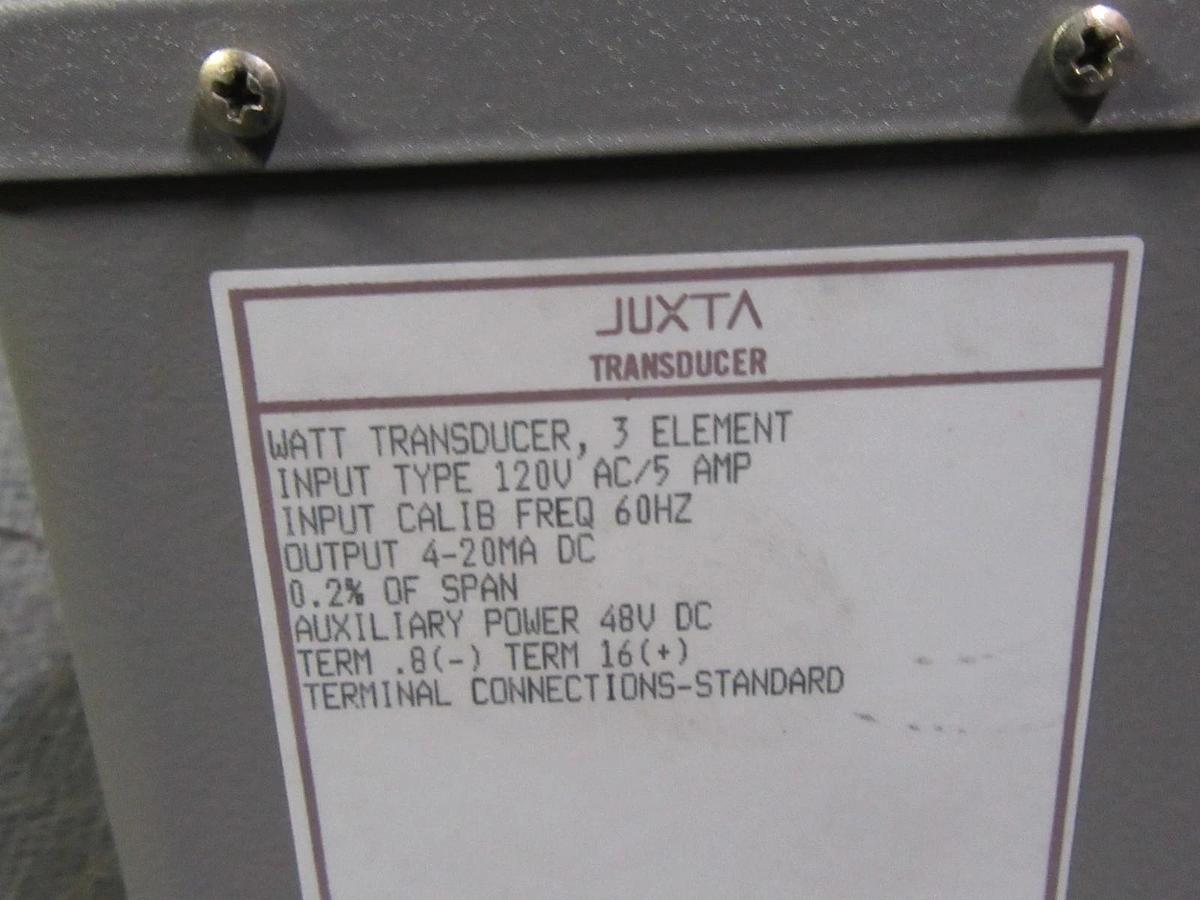 JUXTA
TRANSDUCER
WATT TRANSDUCER, 3 ELEMENT
INPUT TYPE 120V AC/5 AMP
INPUT CALIB FREQ 60HZ
OUTPUT 4-20MA DC
0.2% OF SPAN
AUXILIARY POWER 48V DC
TERM .8(-) TERM 16(+)
TERMINAL CONNECTIONS-STANDARD